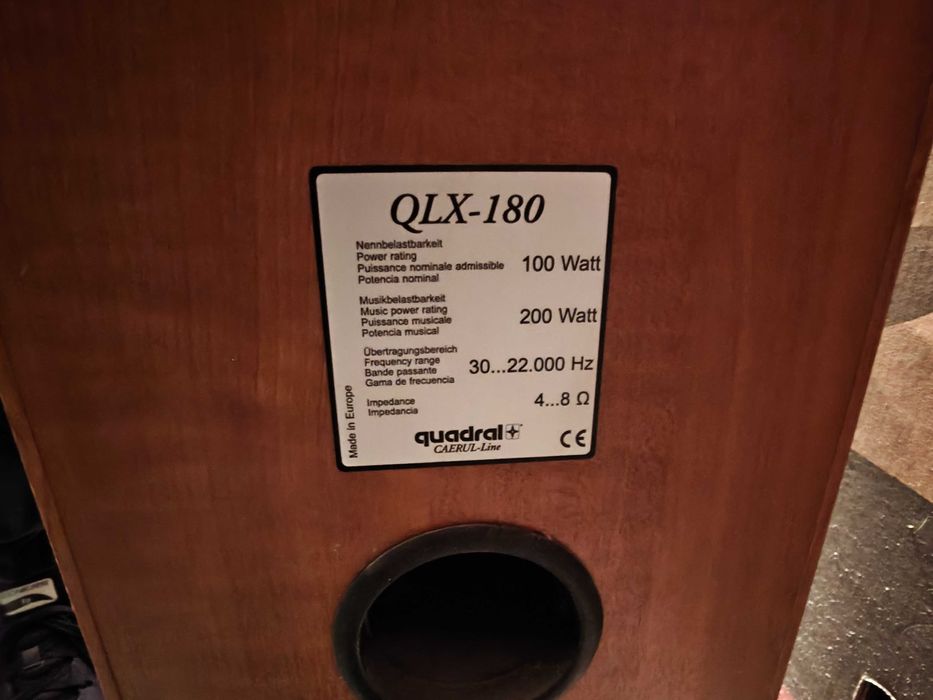 QLX-180
Nennbelastbarkeit
Power rating
Puissance nominale admissible
Potencia nominal
100 Watt
Musikbelastbarkeit
Music power rating
Puissance musicale
Potencia musical
200 Watt
Übertragungsbereich
Frequency range
Bande passante
Gama de frecuencia
30...22.000 Hz
Impedance
Impedancia
4...8 Ω
Made in Europe
quadral
CAERUL-Line
CE